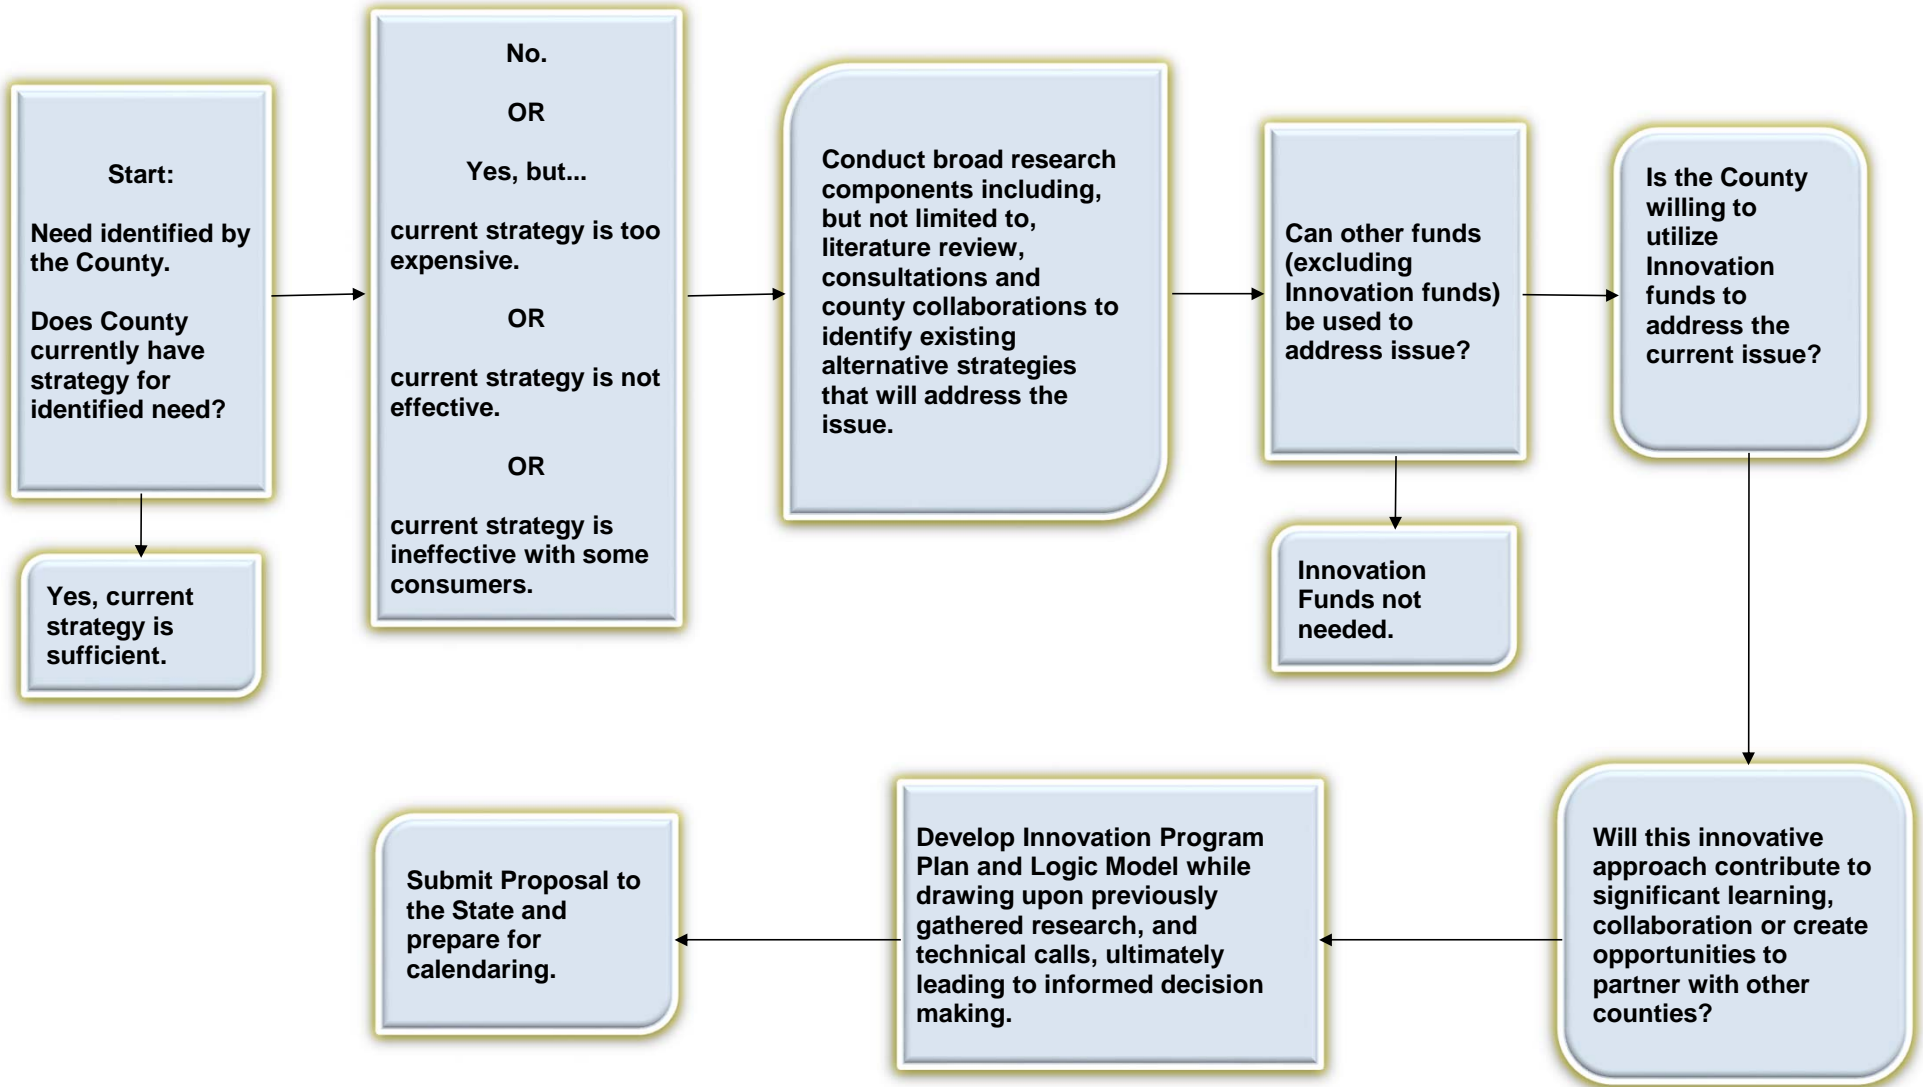 Start:
Need identified by
the County.
Does County
currently have
strategy for
identified need?
Yes, current
strategy is
sufficient.
No.
OR
Yes, but...
current strategy is too
expensive.
OR
current strategy is not
effective.
OR
current strategy is
ineffective with some
consumers.
Conduct broad research
components including,
but not limited to,
literature review,
consultations and
county collaborations to
identify existing
alternative strategies
that will address the
issue.
Can other funds
(excluding
Innovation funds)
be used to
address issue?
Innovation
Funds not
needed.
Is the County
willing to
utilize
Innovation
funds to
address the
current issue?
Will this innovative
approach contribute to
significant learning,
collaboration or create
opportunities to
partner with other
counties?
Develop Innovation Program
Plan and Logic Model while
drawing upon previously
gathered research, and
technical calls, ultimately
leading to informed decision
making.
Submit Proposal to
the State and
prepare for
calendaring.